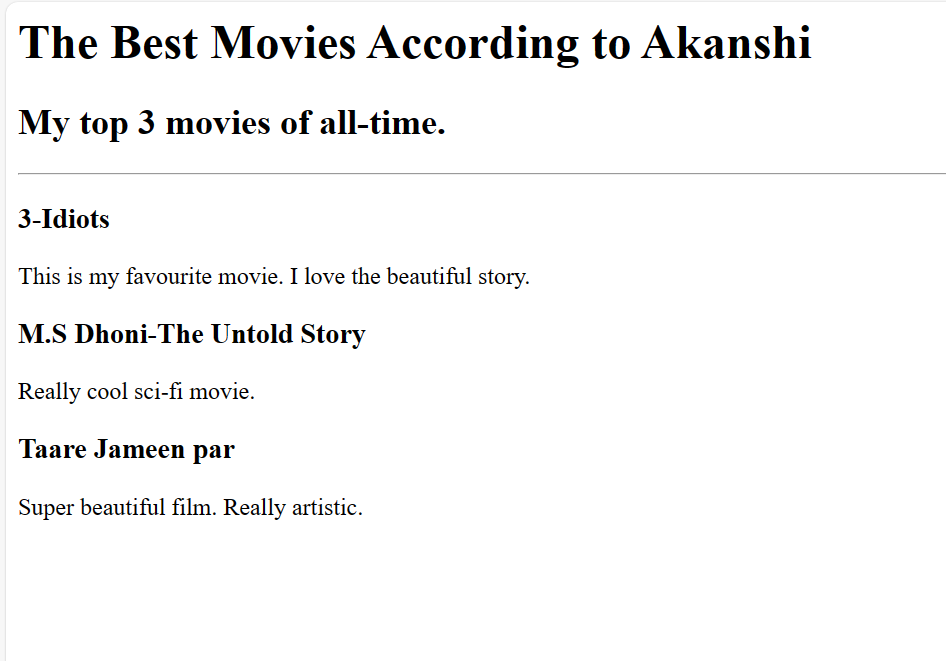 The Best Movies According to Akanshi
My top 3 movies of all-time.
3-Idiots
This is my favourite movie. I love the beautiful story.
M.S Dhoni-The Untold Story
Really cool sci-fi movie.
Taare Jameen par
Super beautiful film. Really artistic.